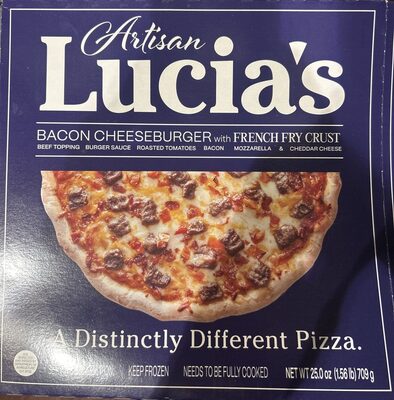 Artisan
Lucia's
BACON CHEESEBURGER with FRENCH FRY CRUST
BEEF TOPPING BURGER SAUCE ROASTED TOMATOES BACON MOZZARELLA & CHEDDAR CHEESE
A Distinctly Different Pizza.
KEEP FROZEN NEEDS TO BE FULLY COOKED NET WT 25.0 oz (1.56 lb) 709 g